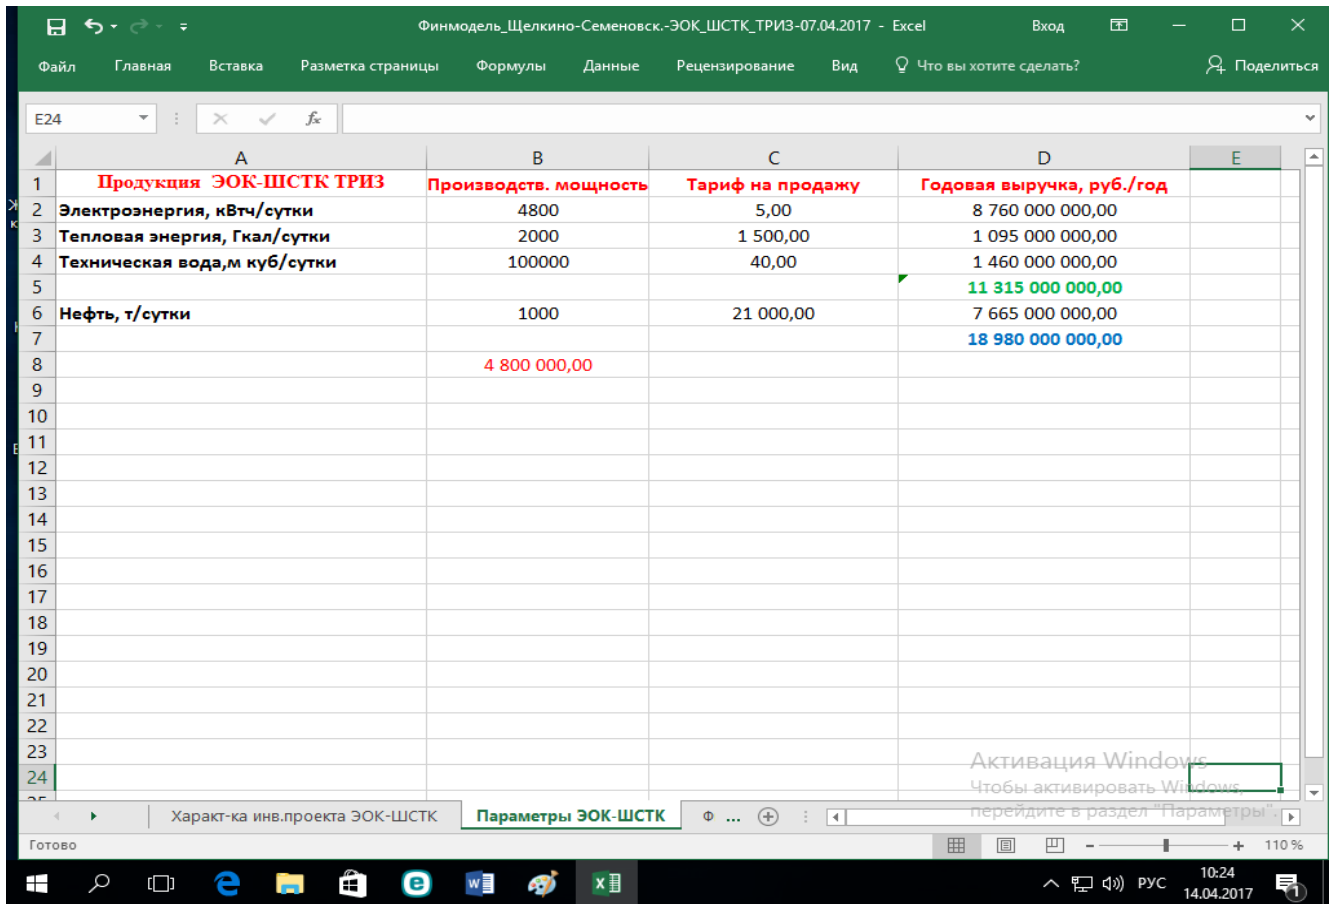 Финмодель_Щелкино-Семеновск.-ЭОК_ШСТК_ТРИЗ-07.04.2017 - Excel Вход
Файл Главная Вставка Разметка страницы Формулы Данные Рецензирование Вид Что вы хотите сделать? Поделиться
E24 fx
A B C D E
1 Продукция ЭОК-ШСТК ТРИЗ Производств. мощность Тариф на продажу Годовая выручка, руб./год
2 Электроэнергия, кВтч/сутки 4800 5,00 8 760 000 000,00
3 Тепловая энергия, Гкал/сутки 2000 1 500,00 1 095 000 000,00
4 Техническая вода,м куб/сутки 100000 40,00 1 460 000 000,00
5 11 315 000 000,00
6 Нефть, т/сутки 1000 21 000,00 7 665 000 000,00
7 18 980 000 000,00
8 4 800 000,00
9
10
11
12
13
14
15
16
17
18
19
20
21
22
23
24
Активация Windows
Чтобы активировать Windows,
перейдите в раздел "Параметры".
Характ-ка инв.проекта ЭОК-ШСТК Параметры ЭОК-ШСТК Ф ...
Готово 110 %
РУС 10:24
14.04.2017 1